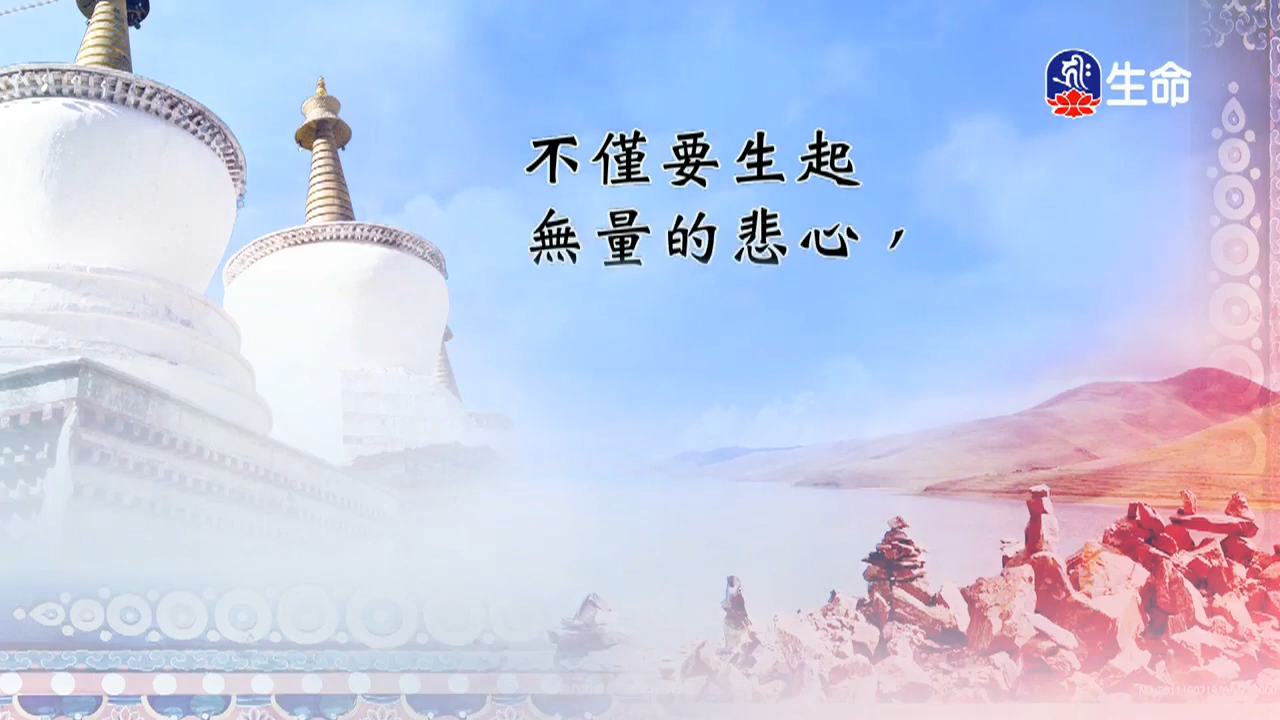 生命
不僅要生起
無量的悲心，